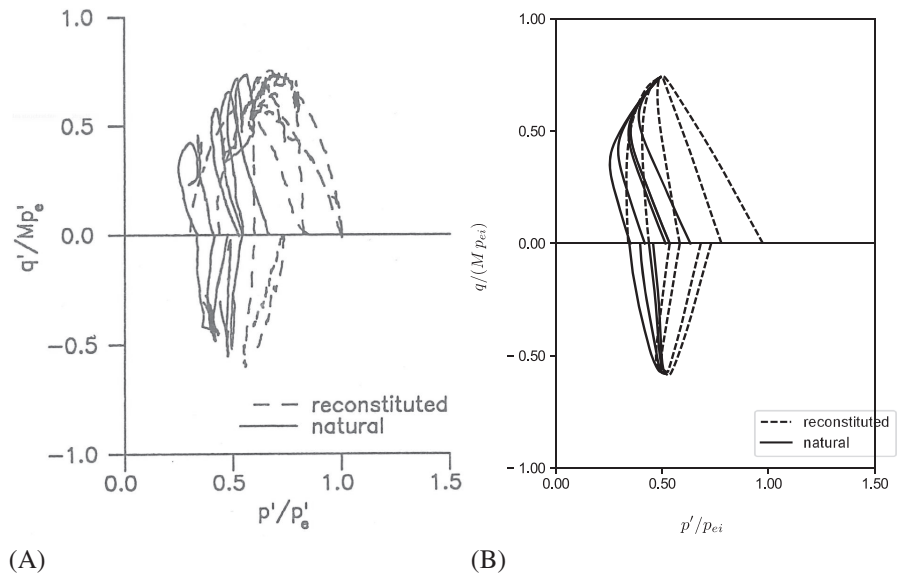 1.0
0.5
0.0
-0.5
-1.0
q'/Mp'e
reconstituted
natural
0.0
0.5
1.0
1.5
p'/p'e
(A)
1.00
0.50
0.00
− 0.50
− 1.00
q/(M pei)
reconstituted
natural
0.00
0.50
1.00
1.50
p′/pei
(B)